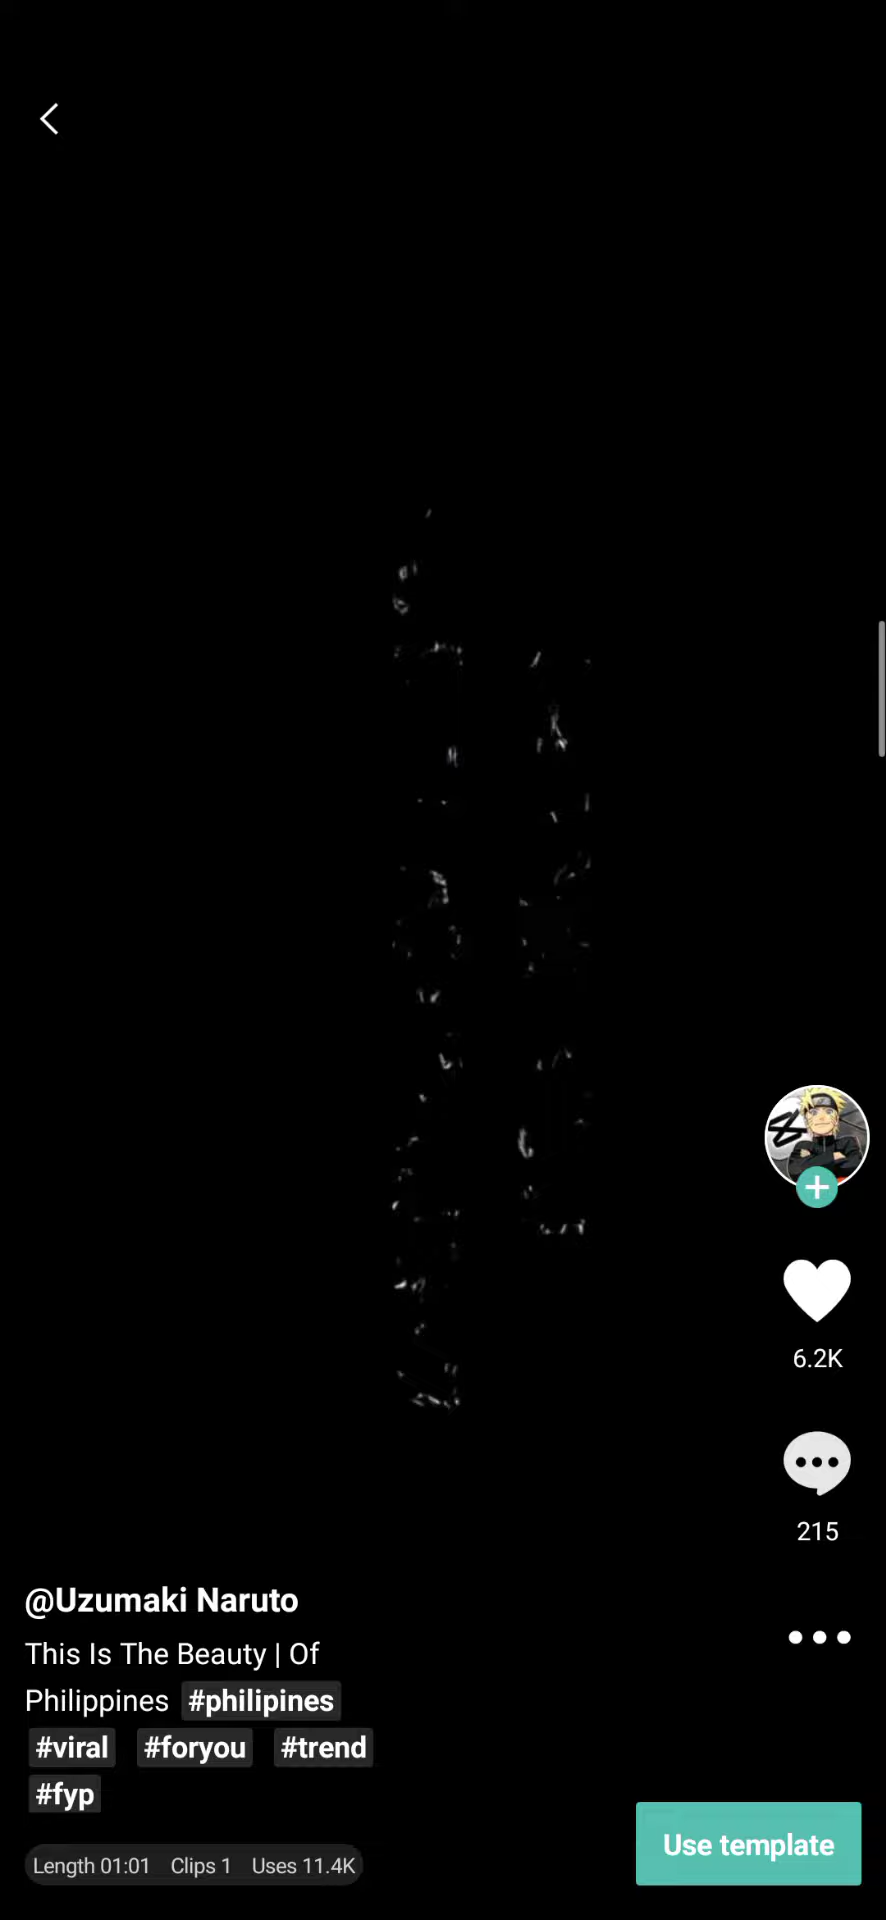 6.2K
215
@Uzumaki Naruto
This Is The Beauty | Of
Philippines #philipines
#viral #foryou #trend
#fyp
Length 01:01 Clips 1 Uses 11.4K
Use template